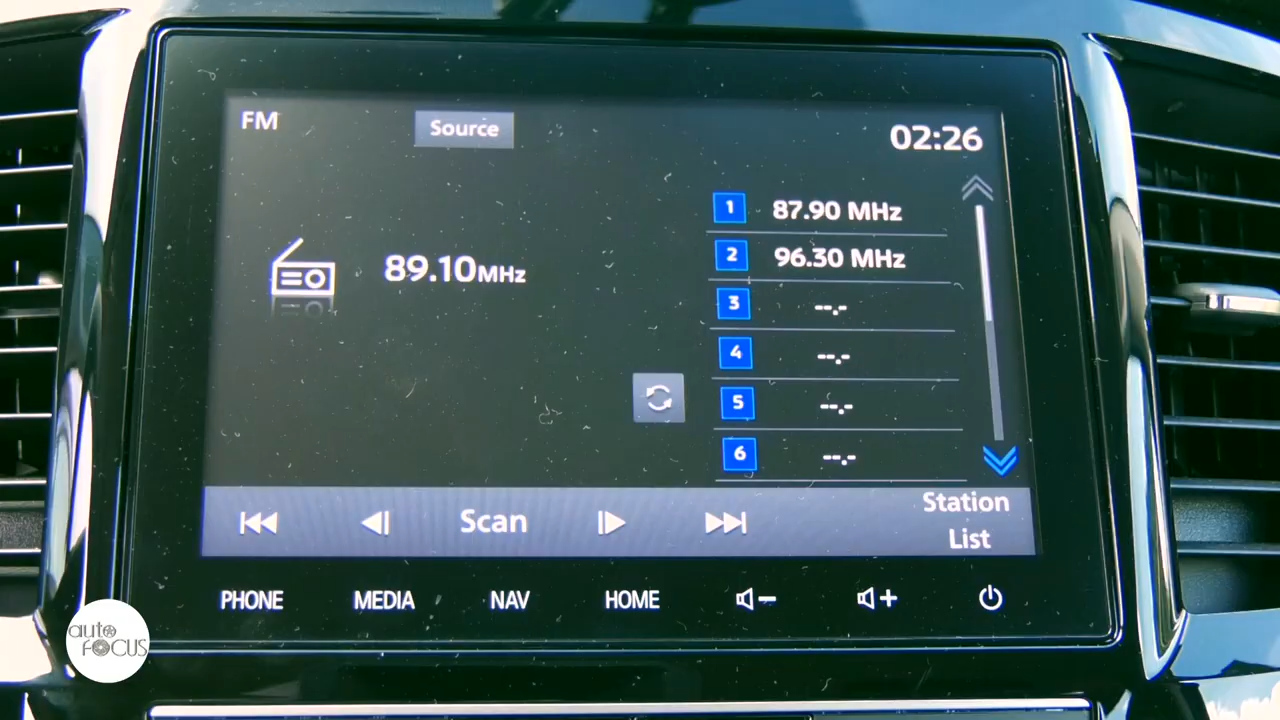 FM
Source
02:26
89.10MHz
1 87.90 MHz
2 96.30 MHz
3 --.-
4 --.-
5 --.-
6 --.-
Scan
Station
List
PHONE MEDIA NAV HOME
auto
FOCUS